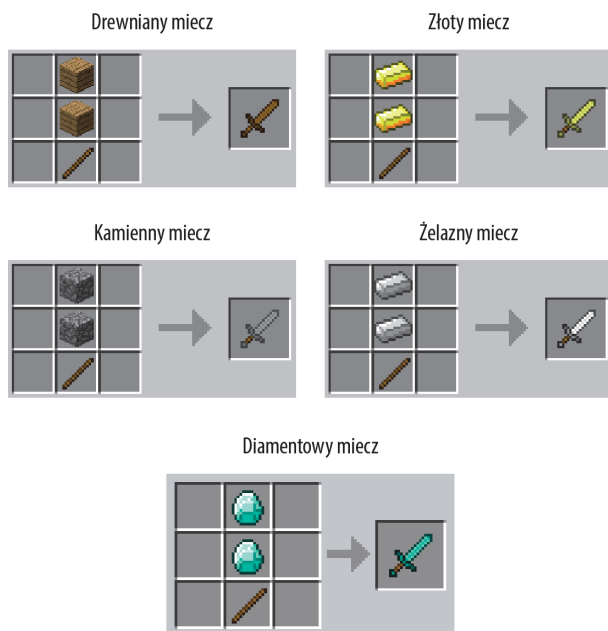 Drewniany miecz
Złoty miecz
Kamienny miecz
Żelazny miecz
Diamentowy miecz